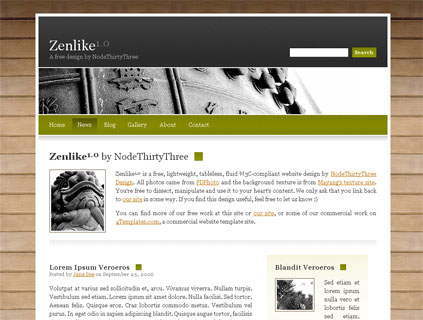 Zenlike1.0
A free design by NodeThirtyThree
Search
Home News Blog Gallery About Contact
Zenlike1.0 by NodeThirtyThree
Zenlike1.0 is a free, lightweight, tableless, fluid W3C-compliant website design by NodeThirtyThree
Design. All photos came from PDPhoto and the background texture is from Mayang's texture site.
You're free to dissect, manipulate and use it to your heart's content. We only ask that you link back
to our site in some way. If you find this design useful, feel free to let us know :)
You can find more of our free work at this site or our site, or some of our commercial work on
4Templates.com, a commercial website template site.
Lorem Ipsum Veroeros
Posted by Jane Doe on September 25, 2006
Volutpat at varius sed sollicitudin et, arcu. Vivamus viverra. Nullam turpis.
Vestibulum sed etiam. Lorem ipsum sit amet dolore. Nulla facilisi. Sed tortor.
Aenean felis. Quisque eros. Cras lobortis commodo metus. Vestibulum vel
purus. In eget odio in sapien adipiscing blandit. Quisque augue tortor, facilisis
Blandit Veroeros
Sed etiam et
lorem ipsum
nulla vero et
lobortis felis
sed etiam.